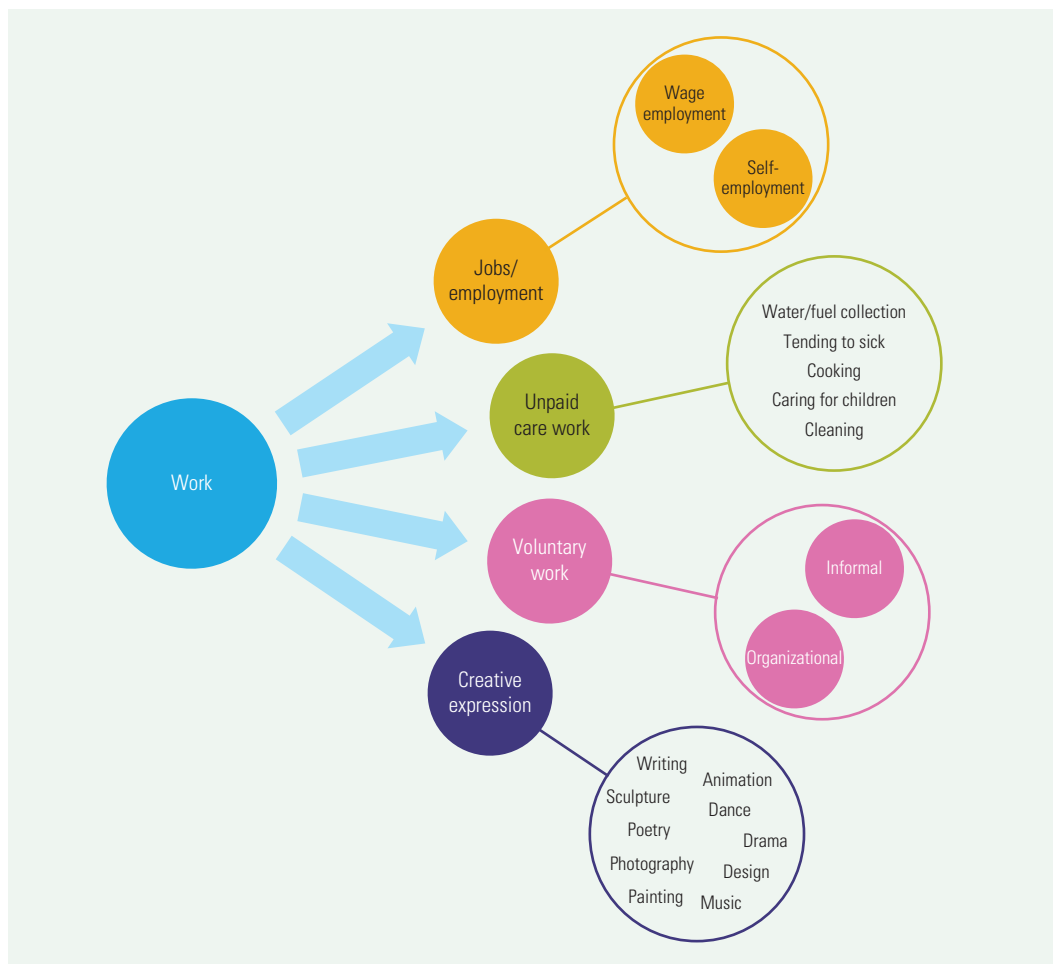 Work
Jobs/
employment
Wage
employment
Self-
employment
Unpaid
care work
Water/fuel collection
Tending to sick
Cooking
Caring for children
Cleaning
Voluntary
work
Informal
Organizational
Creative
expression
Writing
Animation
Sculpture
Dance
Poetry
Drama
Photography
Design
Painting
Music